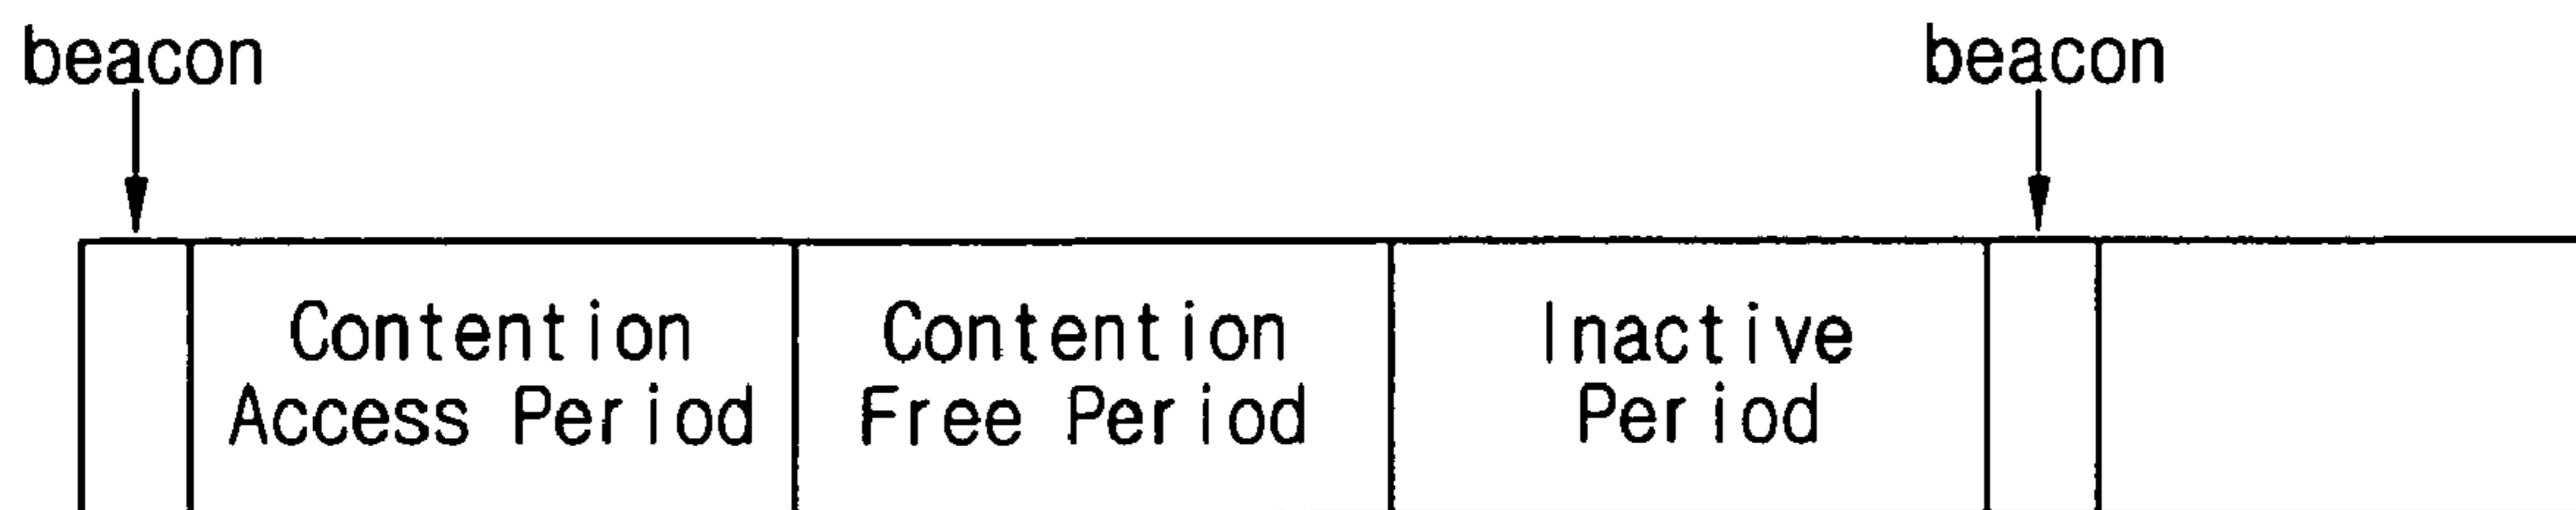 beacon
beacon
Contention
Access Period
Contention
Free Period
Inactive
Period